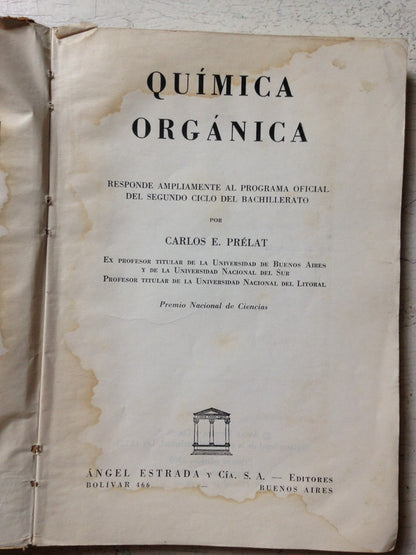 QUÍMICA
ORGÁNICA
RESPONDE AMPLIAMENTE AL PROGRAMA OFICIAL
DEL SEGUNDO CICLO DEL BACHILLERATO
POR
CARLOS E. PRÉLAT
Ex profesor titular de la Universidad de Buenos Aires
y de la Universidad Nacional del Sur
Profesor titular de la Universidad Nacional del Litoral
Premio Nacional de Ciencias
ÁNGEL ESTRADA y Cía. S. A. — Editores
BOLÍVAR 466 — BUENOS AIRES